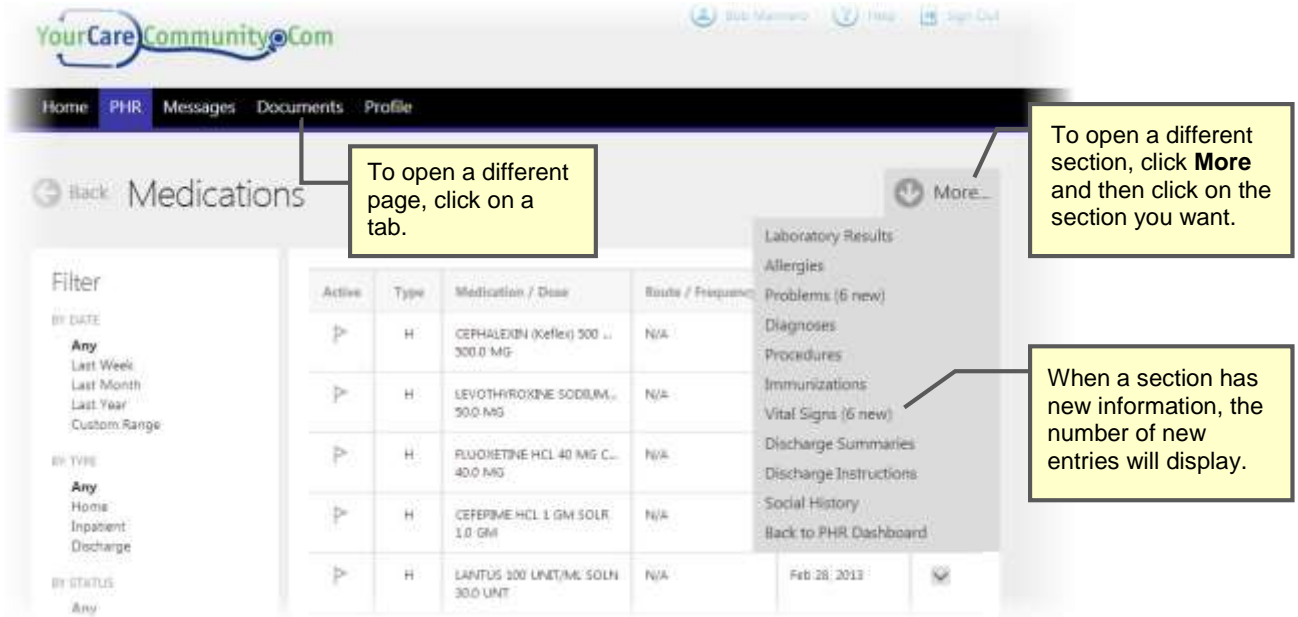 YourCareCommunity.Com
Help
Sign Out
Home PHR Messages Documents Profile
To open a different
page, click on a
tab.
To open a different
section, click More
and then click on the
section you want.
Back Medications
More...
Laboratory Results
Allergies
Problems (6 new)
Diagnoses
Procedures
Immunizations
Vital Signs (6 new)
Discharge Summaries
Discharge Instructions
Social History
Back to PHR Dashboard
When a section has
new information, the
number of new
entries will display.
Filter
BY DATE
Any
Last Week
Last Month
Last Year
Custom Range
BY TYPE
Any
Home
Inpatient
Discharge
BY STATUS
Any
Active Type Medication / Dose Route / Frequency
H CEPHALEXIN (Keflex) 500 ... N/A
500.0 MG
H LEVOTHYROXINE SODIUM... N/A
50.0 MG
H FLUOXETINE HCL 40 MG C... N/A
40.0 MG
H CEFEPIME HCL 1 GM SOLR N/A
1.0 GM
H LANTUS 100 UNIT/ML SOLN N/A Feb 28, 2013
30.0 UNT